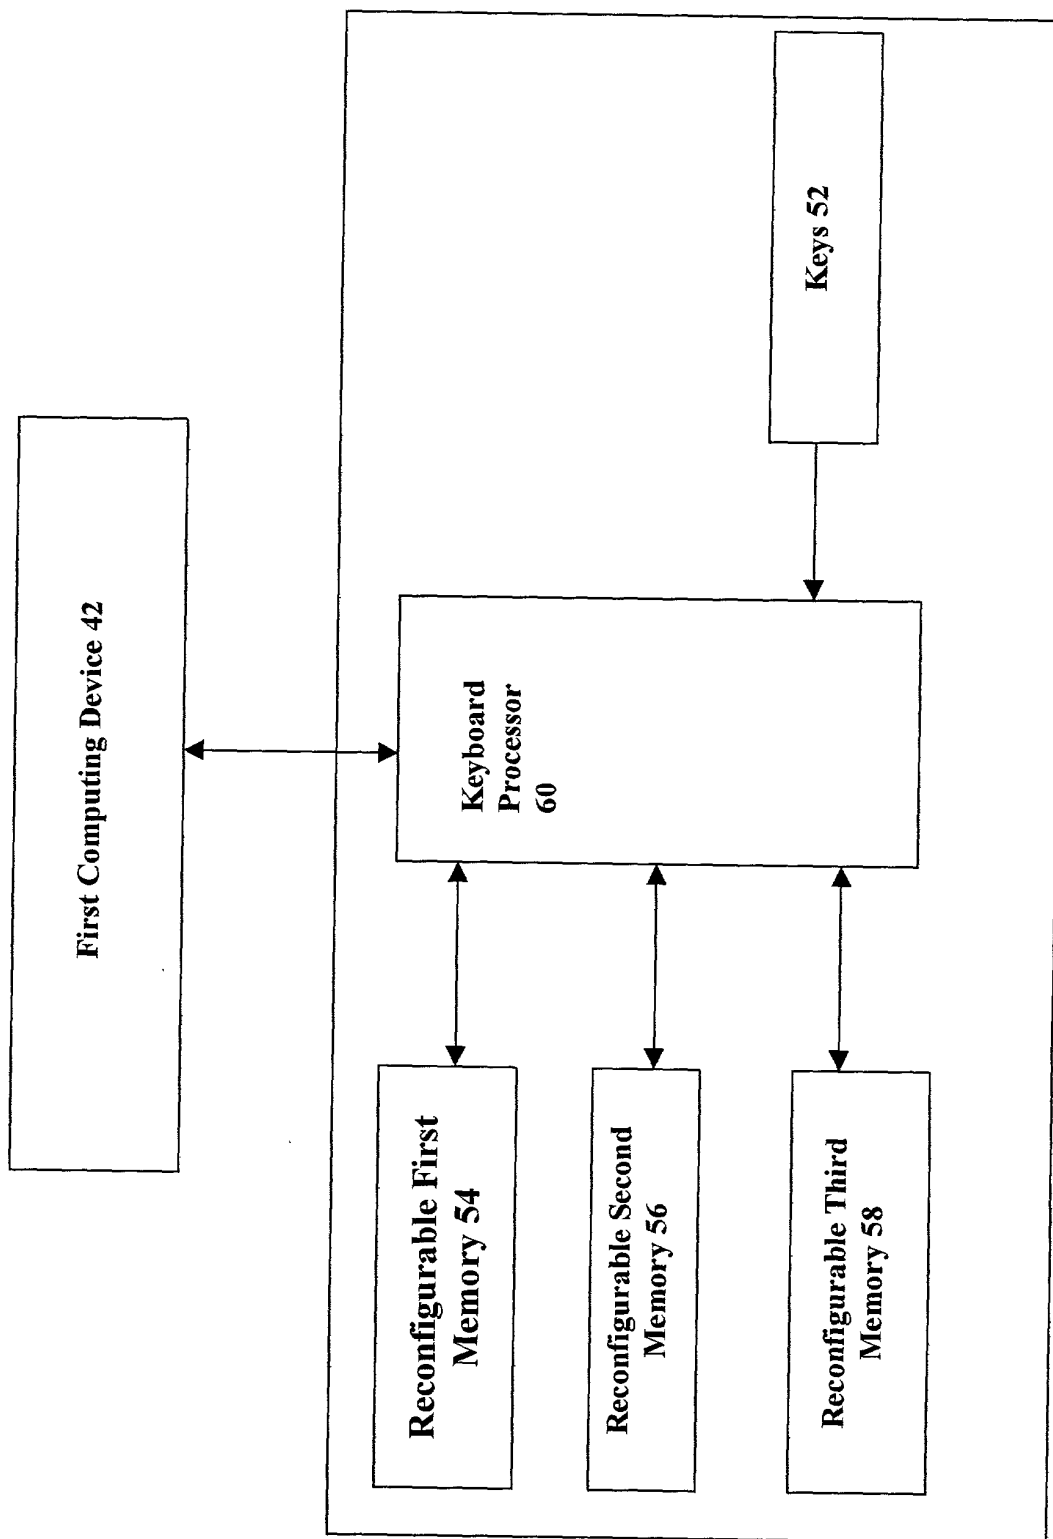 First Computing Device 42
Reconfigurable First
Memory 54
Reconfigurable Second
Memory 56
Reconfigurable Third
Memory 58
Keyboard
Processor
60
Keys 52